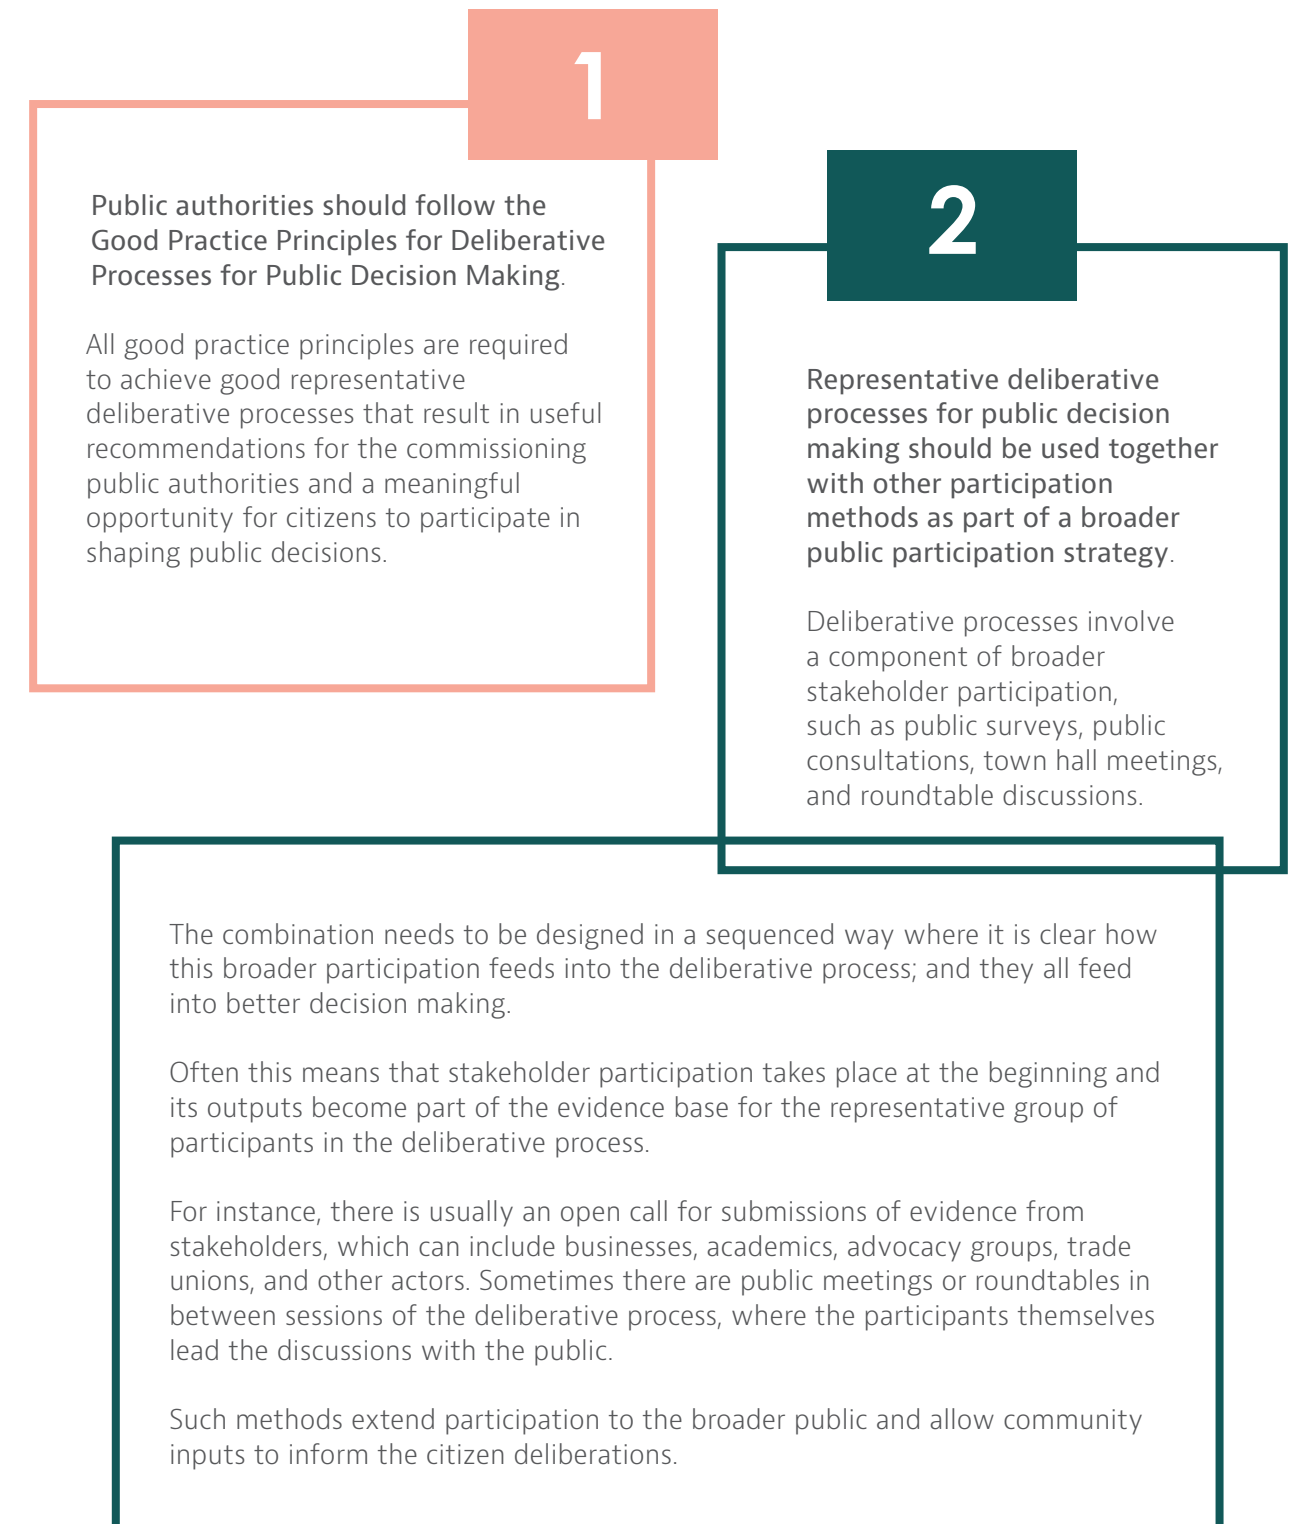 1
Public authorities should follow the
Good Practice Principles for Deliberative
Processes for Public Decision Making.
All good practice principles are required
to achieve good representative
deliberative processes that result in useful
recommendations for the commissioning
public authorities and a meaningful
opportunity for citizens to participate in
shaping public decisions.
2
Representative deliberative
processes for public decision
making should be used together
with other participation
methods as part of a broader
public participation strategy.
Deliberative processes involve
a component of broader
stakeholder participation,
such as public surveys, public
consultations, town hall meetings,
and roundtable discussions.
The combination needs to be designed in a sequenced way where it is clear how
this broader participation feeds into the deliberative process; and they all feed
into better decision making.
Often this means that stakeholder participation takes place at the beginning and
its outputs become part of the evidence base for the representative group of
participants in the deliberative process.
For instance, there is usually an open call for submissions of evidence from
stakeholders, which can include businesses, academics, advocacy groups, trade
unions, and other actors. Sometimes there are public meetings or roundtables in
between sessions of the deliberative process, where the participants themselves
lead the discussions with the public.
Such methods extend participation to the broader public and allow community
inputs to inform the citizen deliberations.